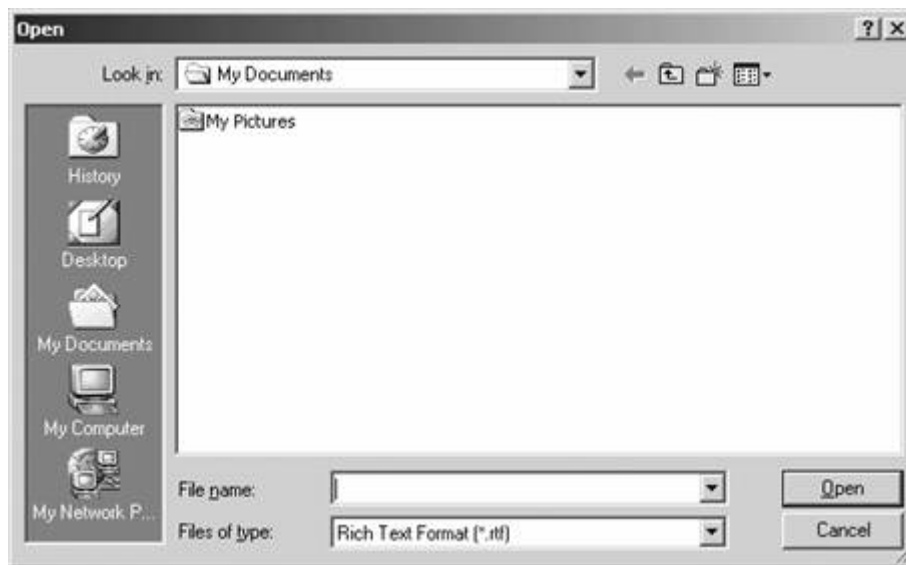 Open
Look in: My Documents
My Pictures
History
Desktop
My Documents
My Computer
My Network P...
File name:
Open
Files of type: Rich Text Format (*.rtf)
Cancel